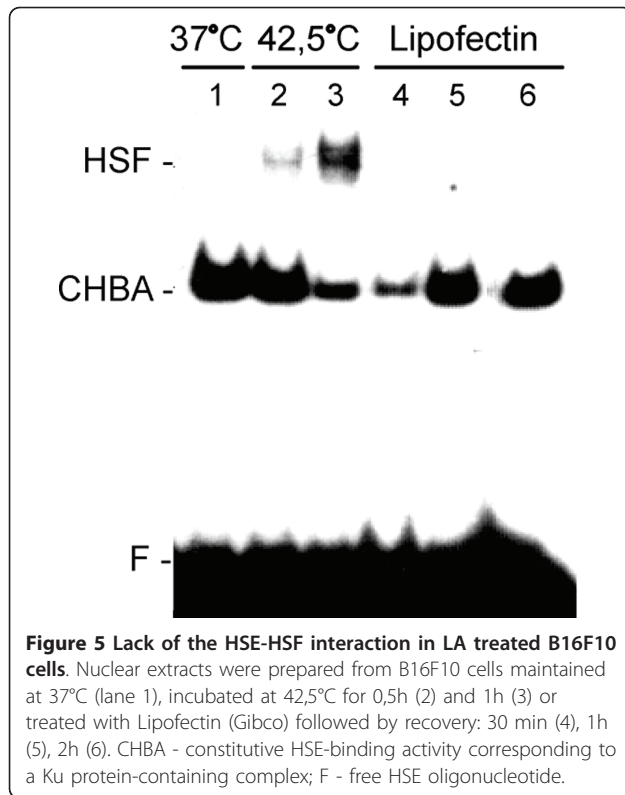 37°C 42,5°C Lipofectin
1 2 3 4 5 6
HSF -
CHBA -
F -
Figure 5 Lack of the HSE-HSF interaction in LA treated B16F10
cells. Nuclear extracts were prepared from B16F10 cells maintained
at 37°C (lane 1), incubated at 42,5°C for 0,5h (2) and 1h (3) or
treated with Lipofectin (Gibco) followed by recovery: 30 min (4), 1h
(5), 2h (6). CHBA - constitutive HSE-binding activity corresponding to
a Ku protein-containing complex; F - free HSE oligonucleotide.